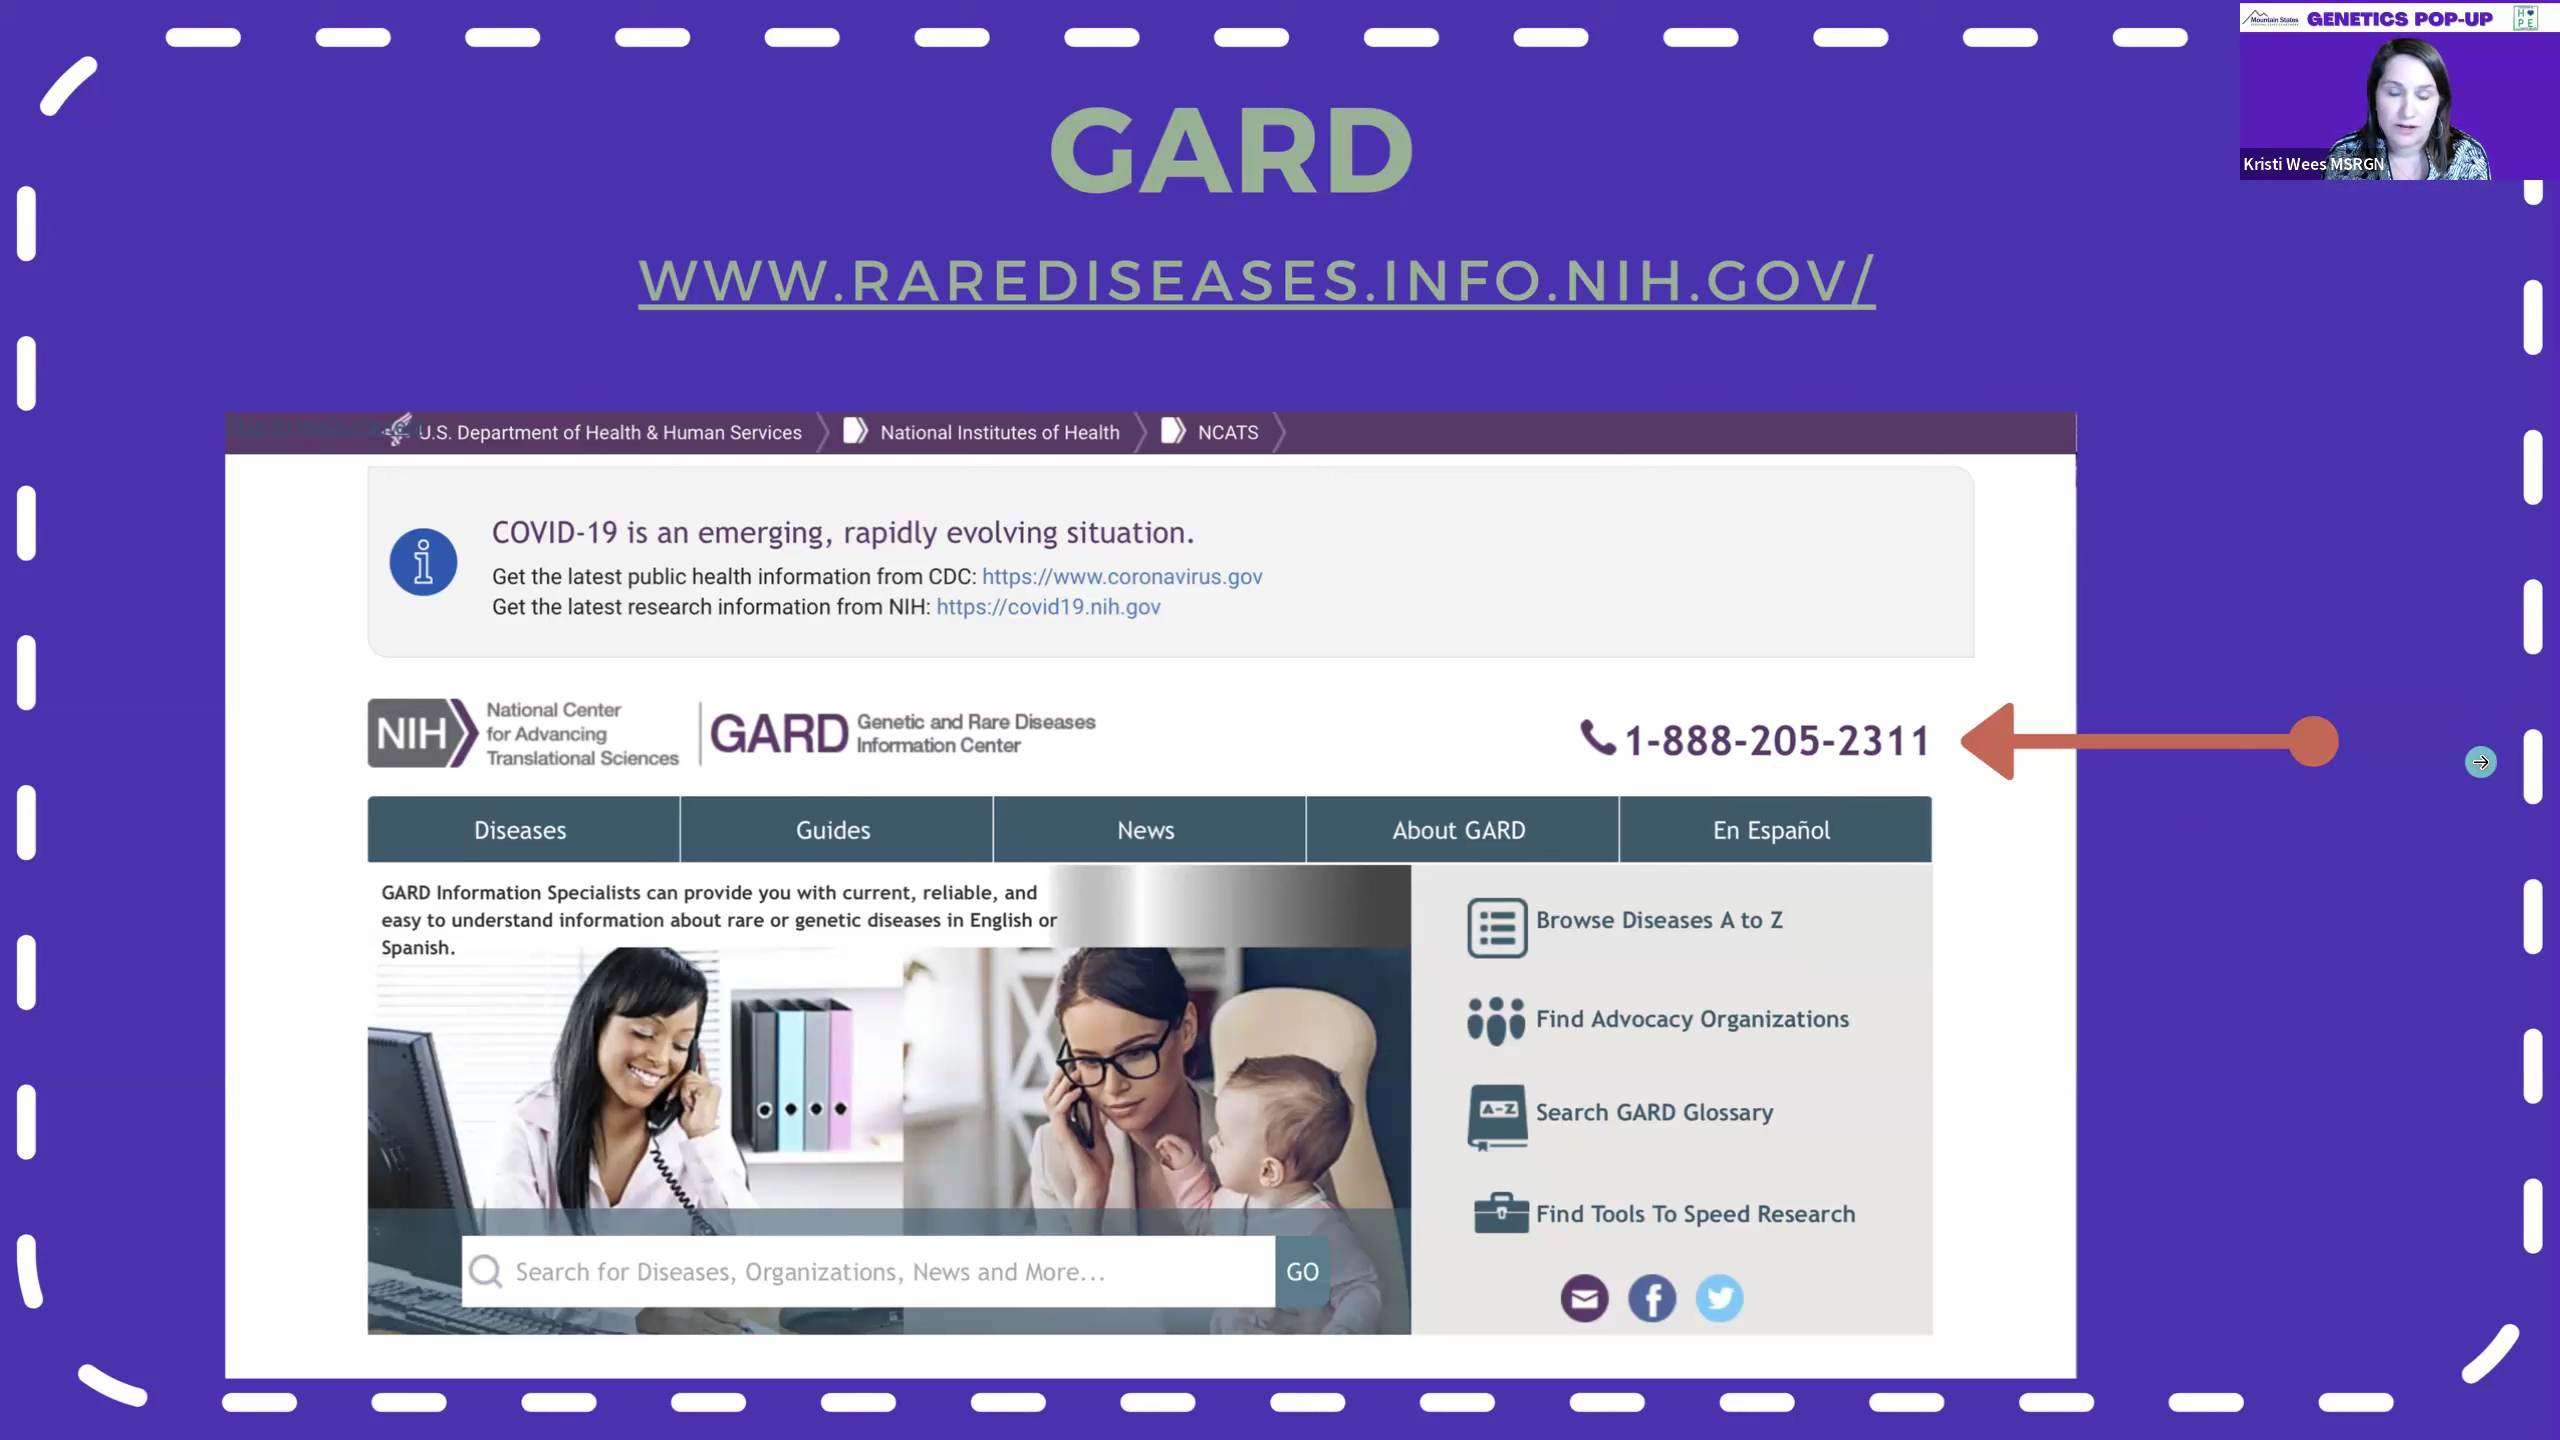 GARD
WWW.RAREDISEASES.INFO.NIH.GOV/
Mountain States
GENETICS POP-UP
HOPE
Kristi Wees MSRGN
U.S. Department of Health & Human Services
National Institutes of Health
NCATS
COVID-19 is an emerging, rapidly evolving situation.
Get the latest public health information from CDC: https://www.coronavirus.gov
Get the latest research information from NIH: https://covid19.nih.gov
NIH
National Center
for Advancing
Translational Sciences
GARD
Genetic and Rare Diseases
Information Center
1-888-205-2311
Diseases
Guides
News
About GARD
En Español
GARD Information Specialists can provide you with current, reliable, and
easy to understand information about rare or genetic diseases in English or
Spanish.
Browse Diseases A to Z
Find Advocacy Organizations
A-Z
Search GARD Glossary
Find Tools To Speed Research
Search for Diseases, Organizations, News and More...
GO